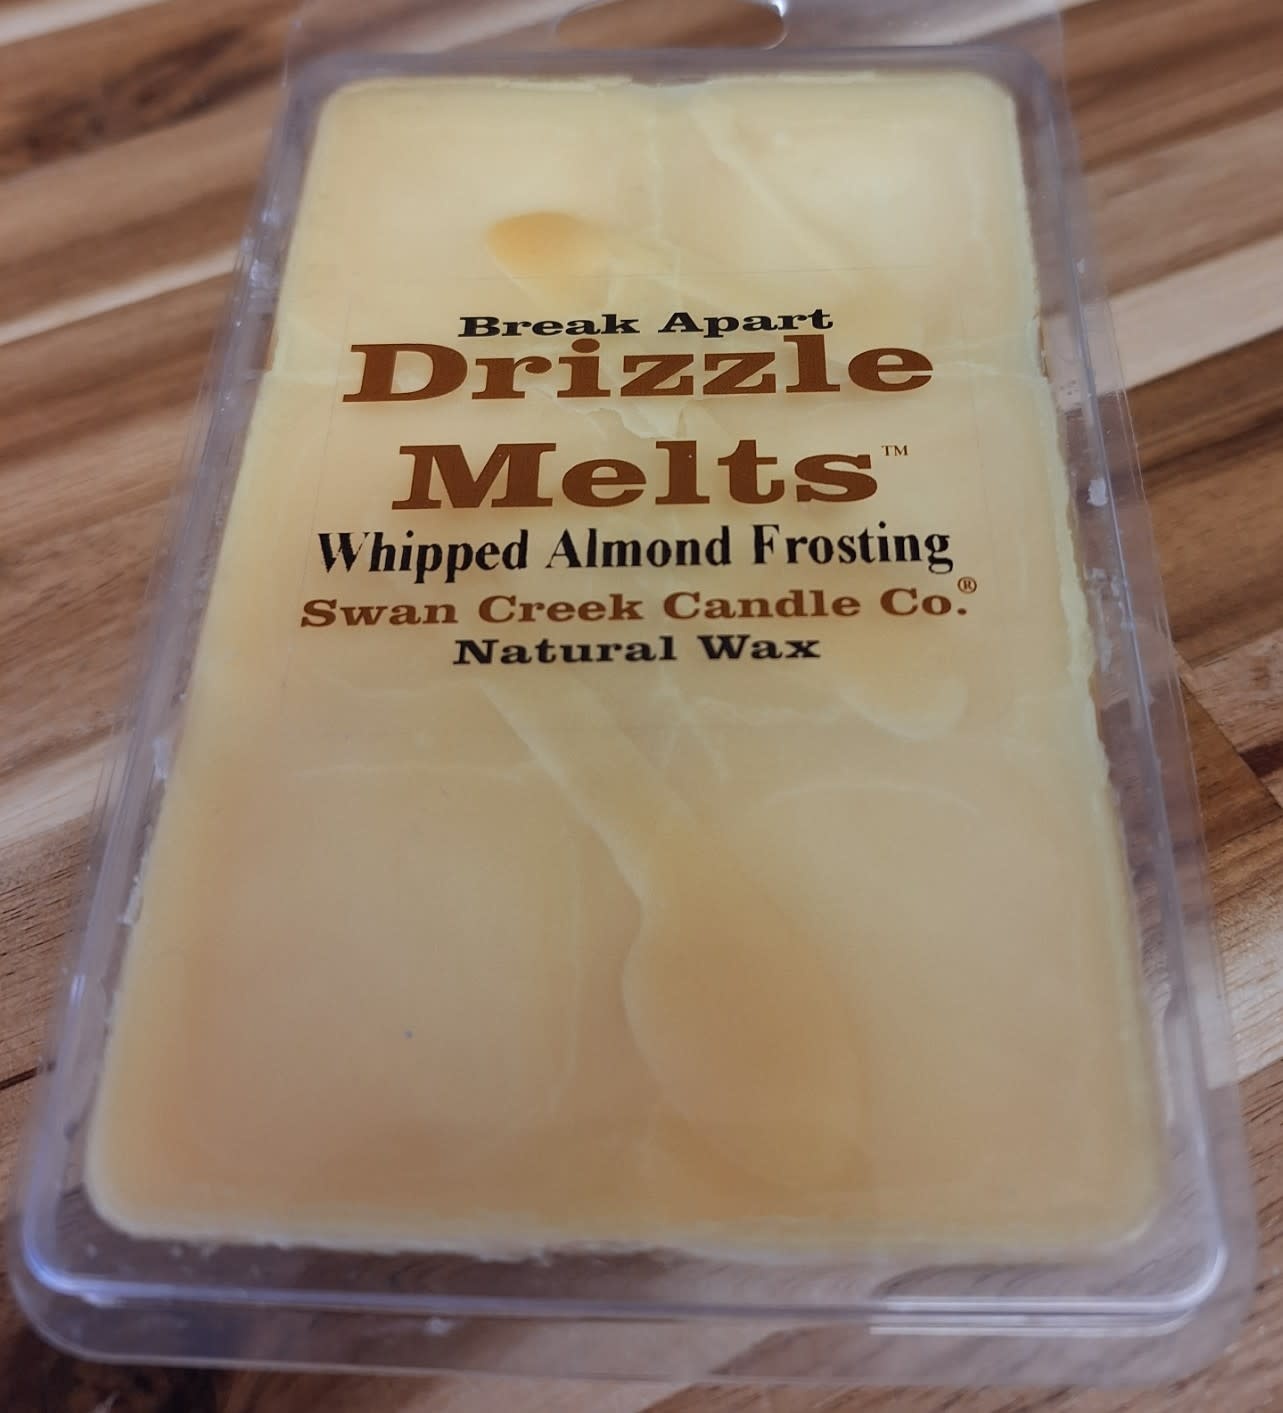 Break Apart
Drizzle
Melts™
Whipped Almond Frosting
Swan Creek Candle Co.®
Natural Wax